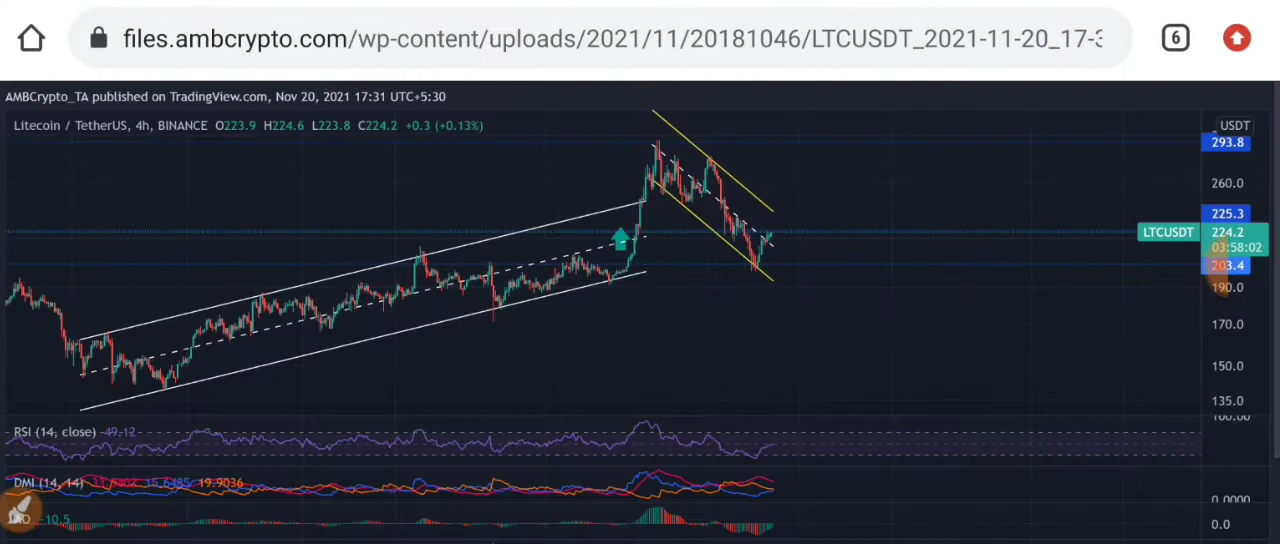 files.ambcrypto.com/wp-content/uploads/2021/11/20181046/LTCUSDT_2021-11-20_17-3
6
AMBCrypto_TA published on TradingView.com, Nov 20, 2021 17:31 UTC+5:30
Litecoin / TetherUS, 4h, BINANCE O223.9 H224.6 L223.8 C224.2 +0.3 (+0.13%)
USDT
293.8
260.0
225.3
LTCUSDT 224.2
03:58:02
203.4
190.0
170.0
150.0
135.0
100.00
RSI (14, close) 49.12
DMI (14, 14) 15.6485 19.9036
0.0000
AO -10.5
0.0